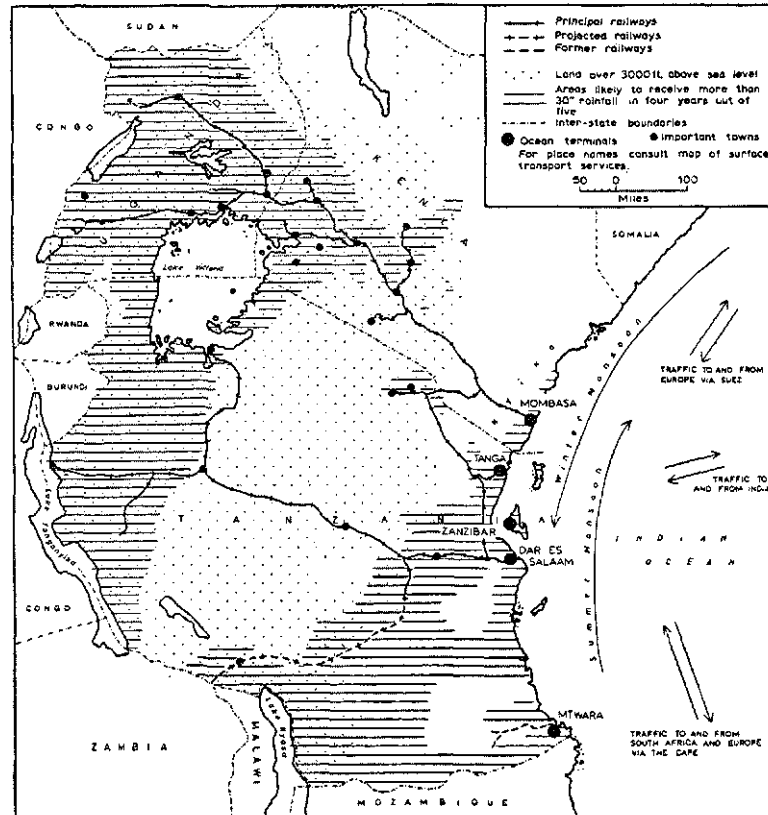 SUDAN
Principal railways
Projected railways
Former railways
Land over 3000ft. above sea level
Areas likely to receive more than
30" rainfall in four years out of
five
Inter-state boundaries
Ocean terminals
Important towns
For place names consult map of surface
transport services.
50 0 100
Miles
CONGO
UGANDA
KENYA
SOMALIA
Lake Victoria
RWANDA
BURUNDI
TRAFFIC TO AND FROM
EUROPE VIA SUEZ
Winter Monsoon
MOMBASA
TANGA
TRAFFIC TO
AND FROM INDIA
TANZANIA
ZANZIBAR
DAR ES
SALAAM
INDIAN
OCEAN
Lake Tanganyika
Summer Monsoon
CONGO
MTWARA
TRAFFIC TO AND FROM
SOUTH AFRICA AND EUROPE
VIA THE CAPE
ZAMBIA
MALAWI
Lake Nyasa
MOZAMBIQUE